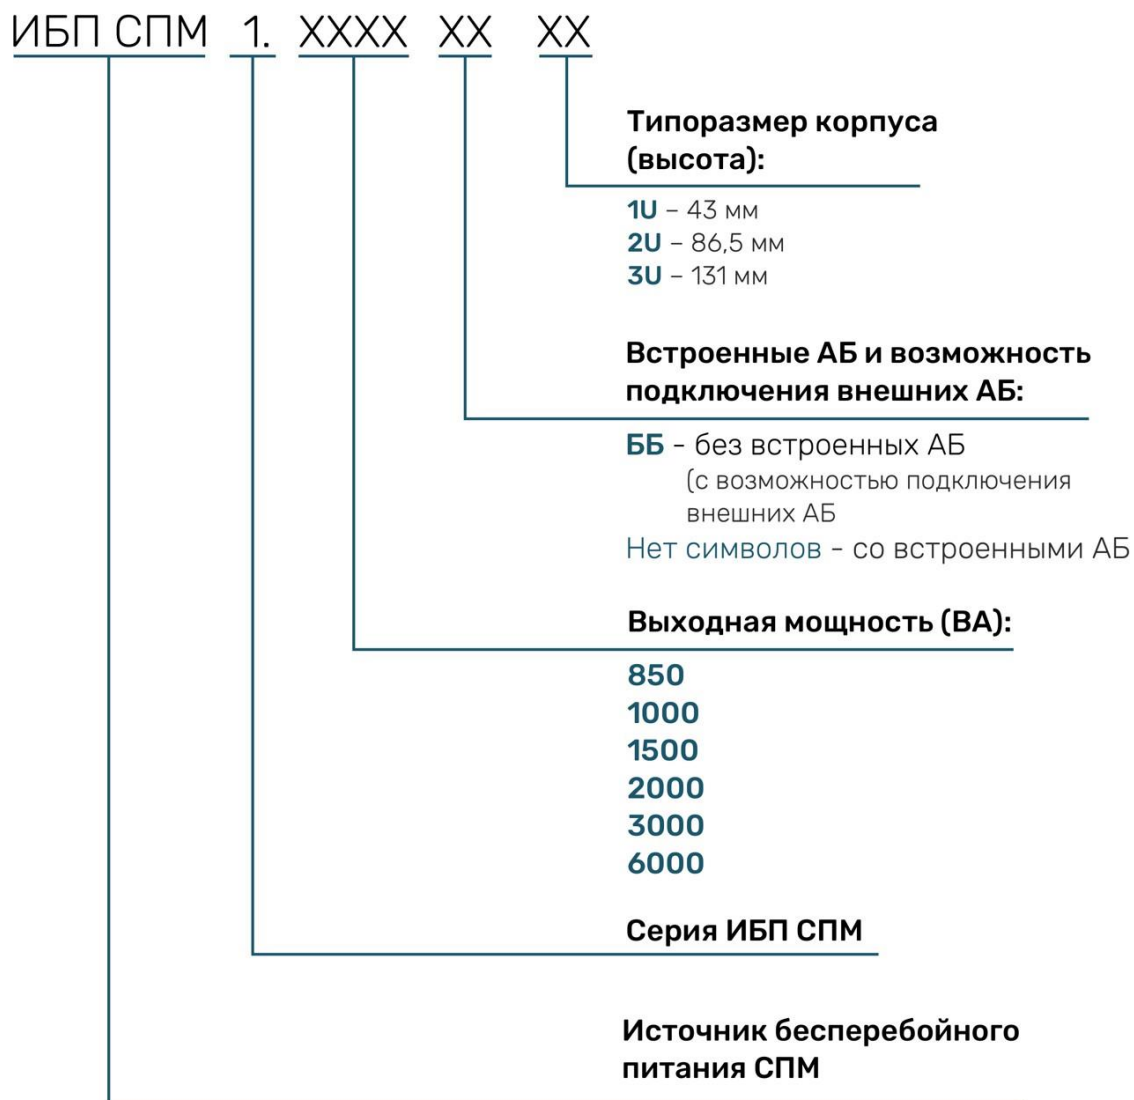 ИБП СПМ 1. XXXX XX XX
Типоразмер корпуса
(высота):
1U – 43 мм
2U – 86,5 мм
3U – 131 мм
Встроенные АБ и возможность
подключения внешних АБ:
ББ - без встроенных АБ
(с возможностью подключения
внешних АБ
Нет символов - со встроенными АБ
Выходная мощность (ВА):
850
1000
1500
2000
3000
6000
Серия ИБП СПМ
Источник бесперебойного
питания СПМ